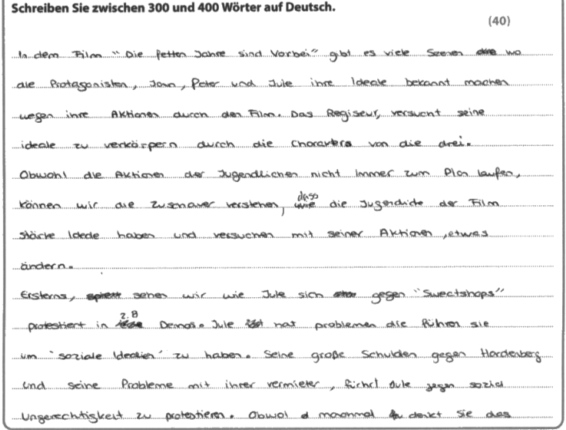 Schreiben Sie zwischen 300 und 400 Wörter auf Deutsch.
(40)
In dem Film "Die fetten Jahre sind Vorbei" gibt es viele Szenen wo
die Protagonisten, Jan, Peter und Jule ihre Ideale bekannt machen
wegen ihre Aktionen durch den Film. Das Regiseur, versucht seine
ideale zu verkörpern durch die Charakters von die drei.
Obwohl die Aktionen der Jugendlichen nicht immer zum Plan laufen,
können wir die Zuschauer verstehen, dass die Jugendliche der Film
stärke Ideale haben und versuchen mit seiner Aktionen, etwas
ändern.
Erstens, sehen wir wie Jule sich gegen "Sweatshops"
protestiert in z.B Demos. Jule hat problemen die führen sie
um "soziale Idealien" zu haben. Seine große Schulden gegen Hardenberg
und seine Probleme mit ihrer vermieter, Jule gegen sozial
Ungerechtigkeit zu protestieren. Obwol manchmal denkt sie das